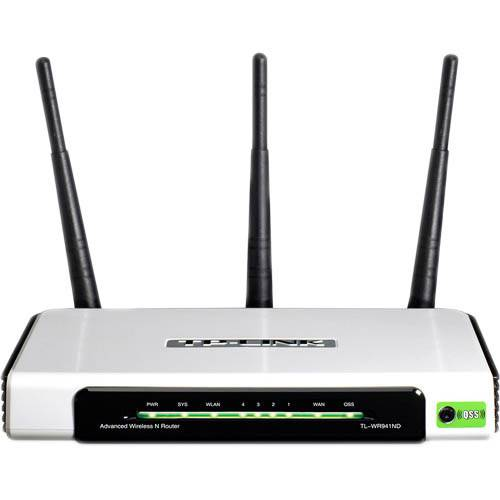 TP-LINK
PWR SYS WLAN 4 3 2 1 WAN QSS
Advanced Wireless N Router TL-WR941ND
QSS